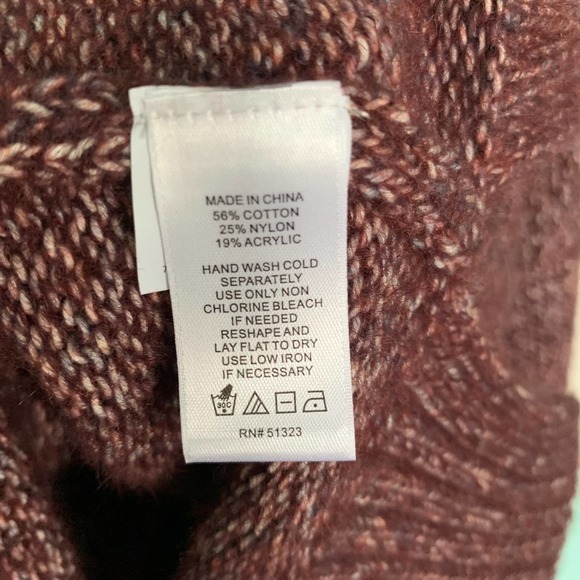 MADE IN CHINA
56% COTTON
25% NYLON
19% ACRYLIC
HAND WASH COLD
SEPARATELY
USE ONLY NON
CHLORINE BLEACH
IF NEEDED
RESHAPE AND
LAY FLAT TO DRY
USE LOW IRON
IF NECESSARY
30C
RN# 51323